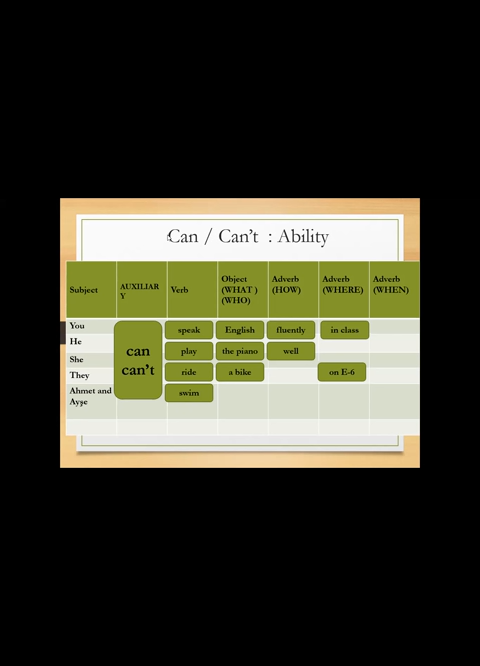 Can / Can't : Ability
Subject
AUXILIAR
Y
Verb
Object
(WHAT )
(WHO)
Adverb
(HOW)
Adverb
(WHERE)
Adverb
(WHEN)
You
He
She
They
Ahmet and
Ayşe
can
can't
speak
English
fluently
in class
play
the piano
well
ride
a bike
on E-6
swim